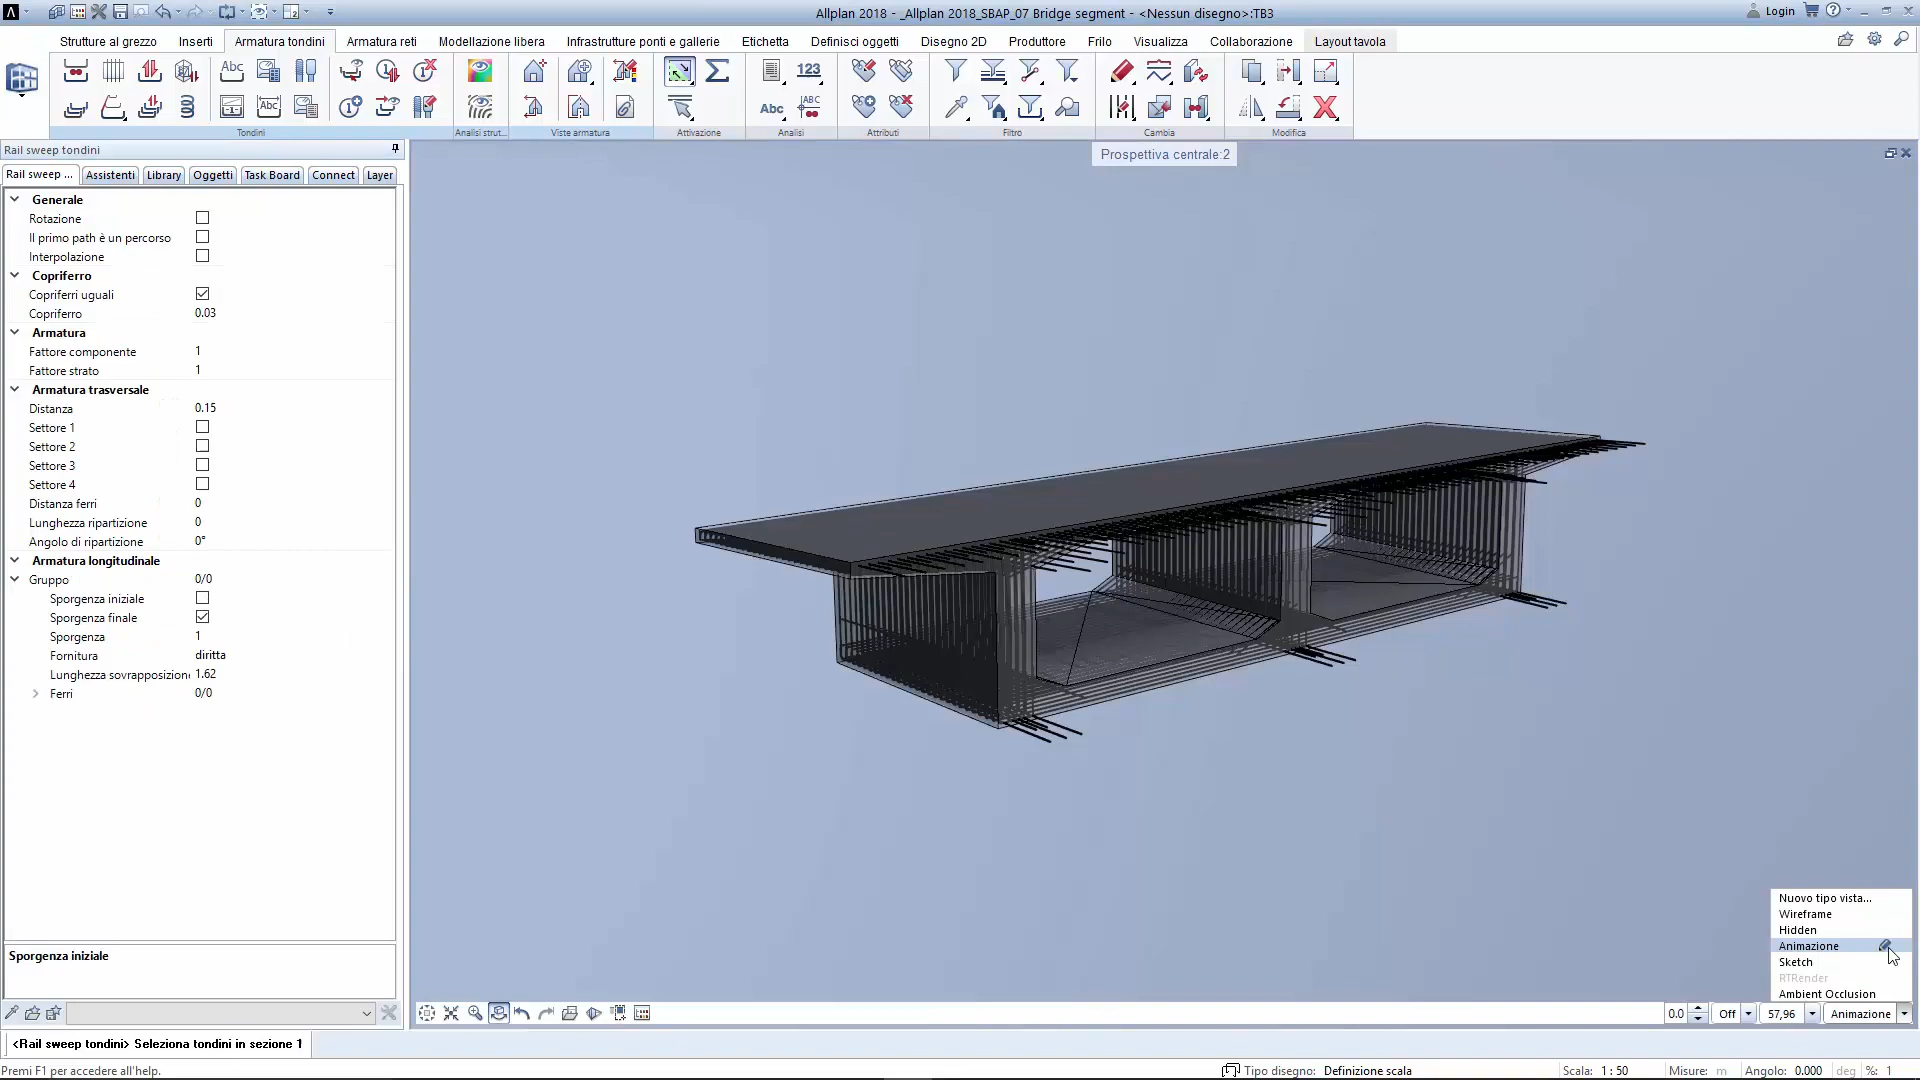 Allplan 2018 - _Allplan 2018_SBAP_07 Bridge segment - <Nessun disegno>:TB3
Login
Strutture al grezzo Inserti Armatura tondini Armatura reti Modellazione libera Infrastrutture ponti e gallerie Etichetta Definisci oggetti Disegno 2D Produttore Frilo Visualizza Collaborazione Layout tavola
Tondini Analisi strut... Viste armatura Activazione Analisi Attributi Filtro Cambia Modifica
Rail sweep tondini
Prospettiva centrale:2
Rail sweep ... Assistenti Library Oggetti Task Board Connect Layer
Generale
Rotazione
Il primo path è un percorso
Interpolazione
Copriferro
Copriferri uguali
Copriferro 0.03
Armatura
Fattore componente 1
Fattore strato 1
Armatura trasversale
Distanza 0.15
Settore 1
Settore 2
Settore 3
Settore 4
Distanza ferri 0
Lunghezza ripartizione 0
Angolo di ripartizione 0°
Armatura longitudinale
Gruppo 0/0
Sporgenza iniziale
Sporgenza finale
Sporgenza 1
Fornitura diritta
Lunghezza sovrapposizion 1.62
Ferri 0/0
Sporgenza iniziale
Nuovo tipo vista...
Wireframe
Hidden
Animazione
Sketch
RTRender
Ambient Occlusion
0.0 Off 57,96 Animazione
<Rail sweep tondini> Seleziona tondini in sezione 1
Premi F1 per accedere all'help.
Tipo disegno: Definizione scala Scala: 1 : 50 Misure: m Angolo: 0.000 deg %: 1